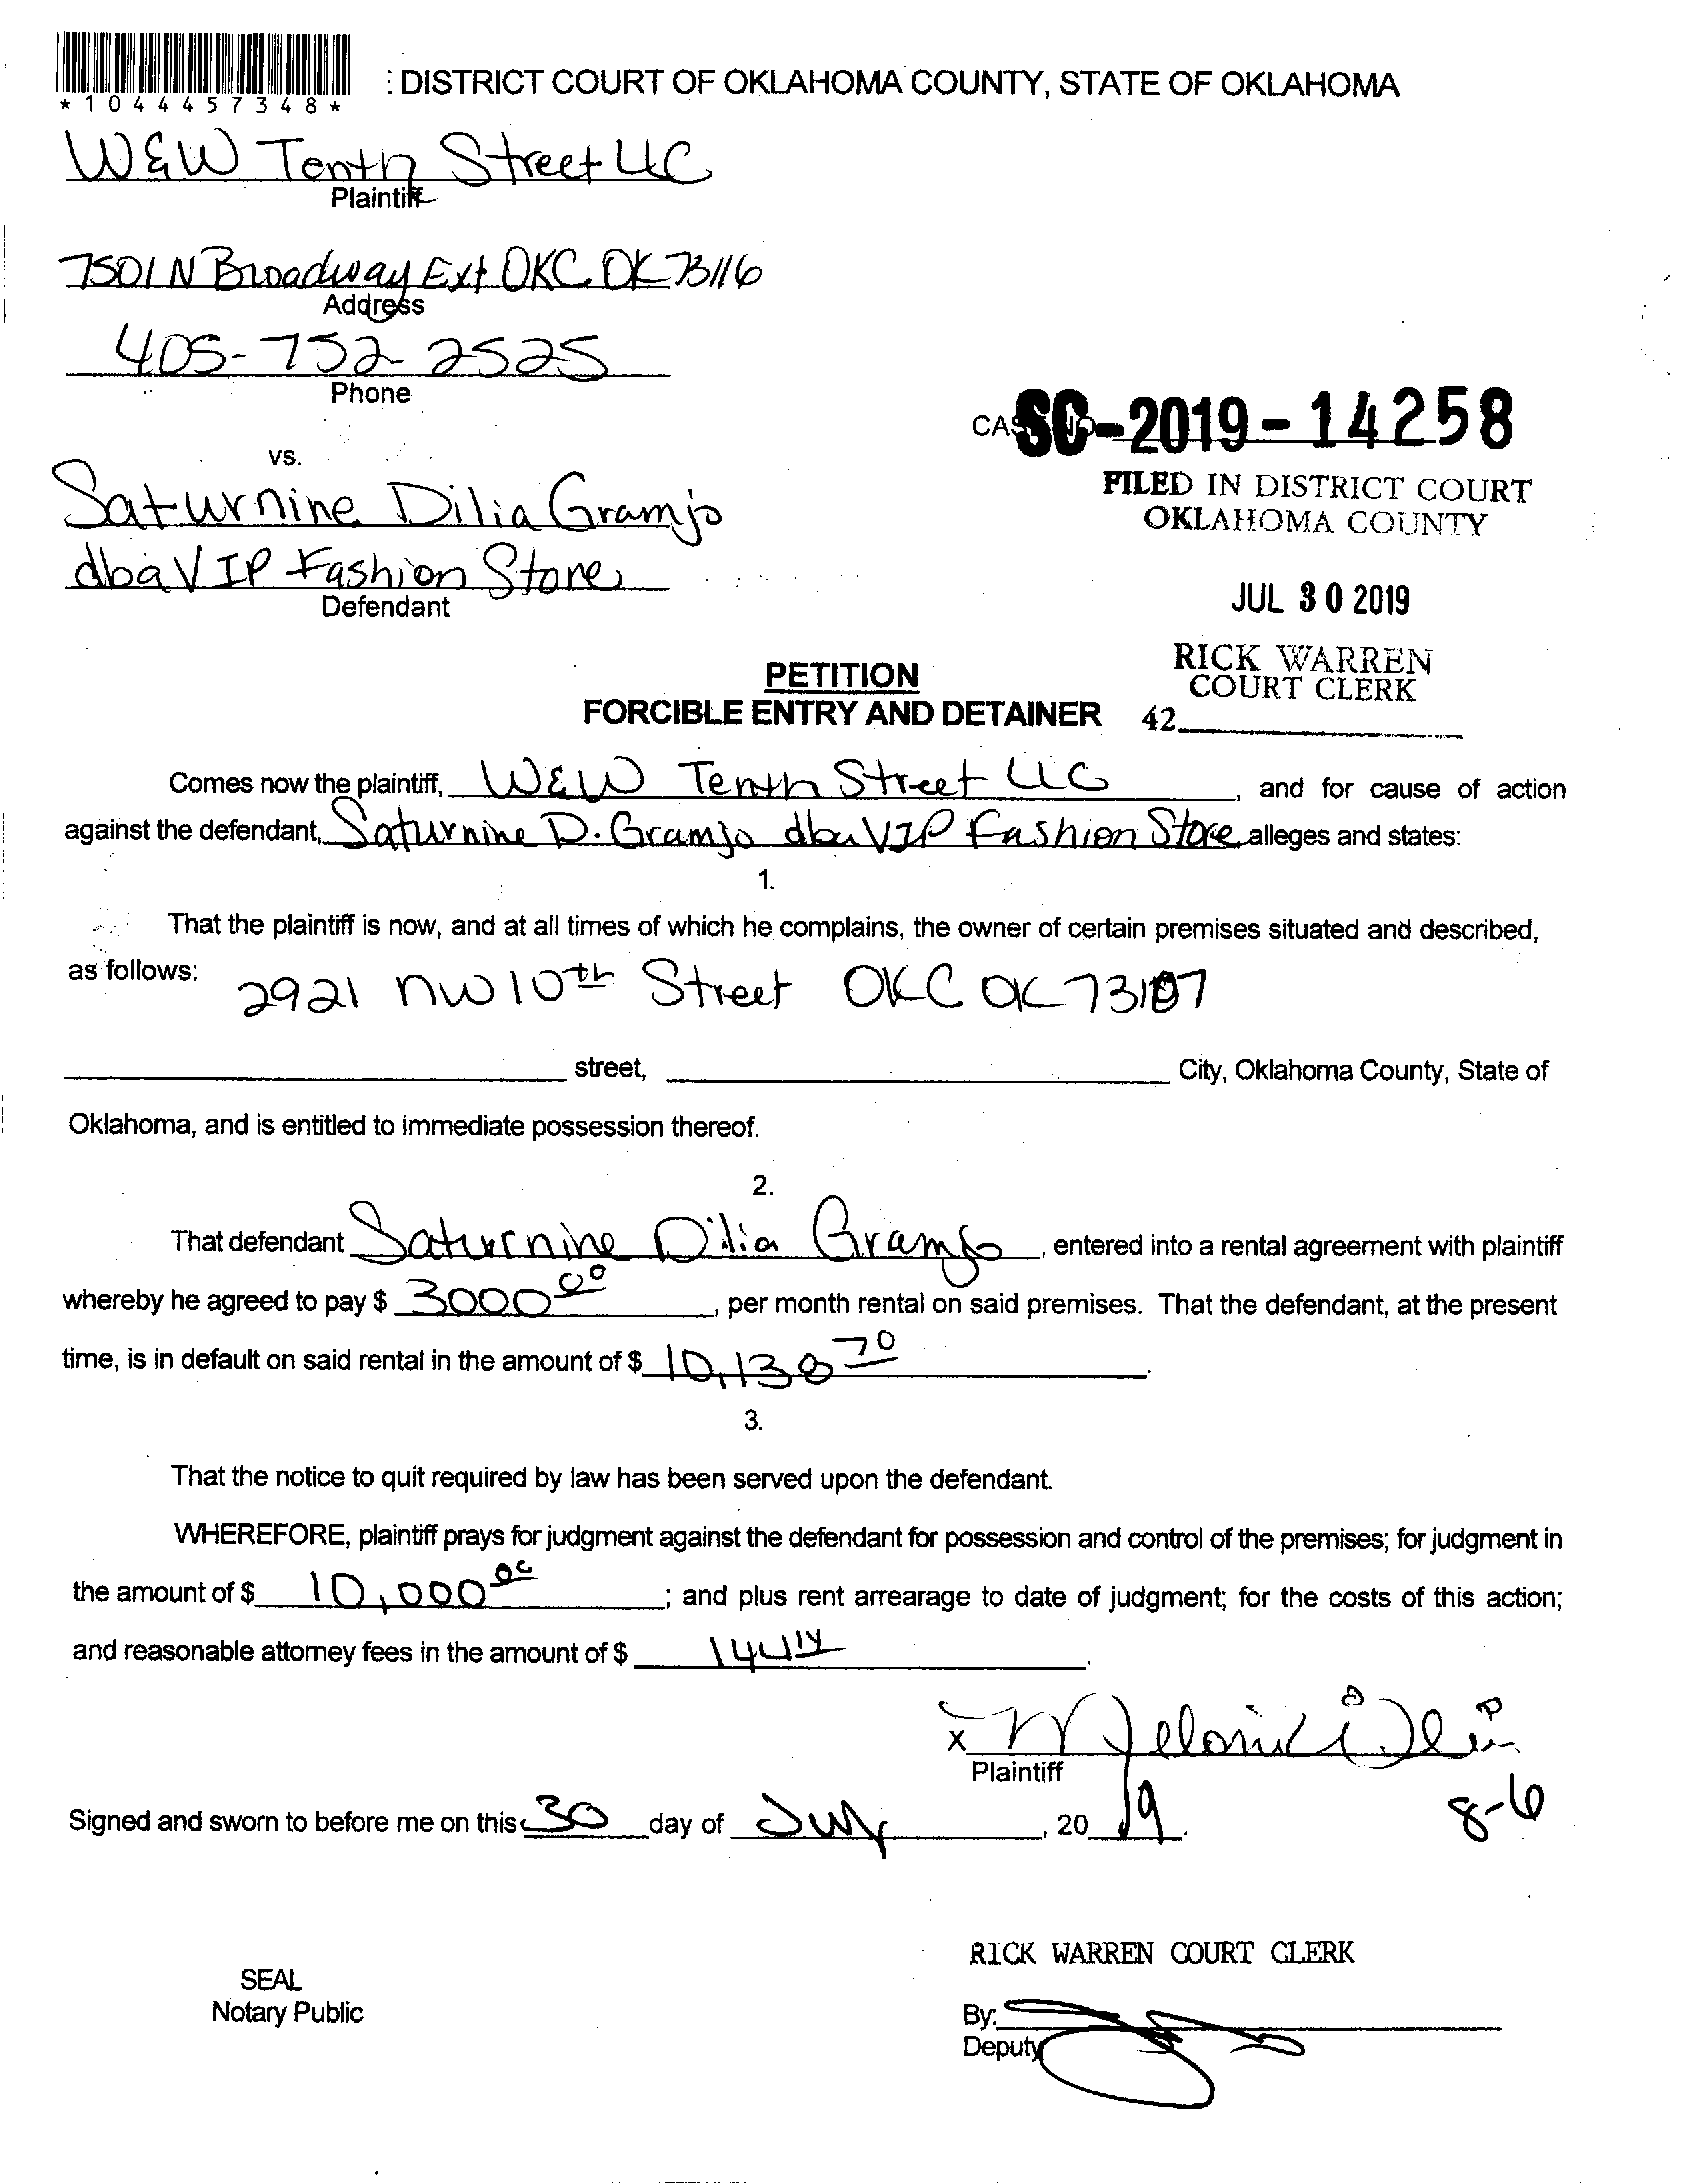 *1044457348*
: DISTRICT COURT OF OKLAHOMA COUNTY, STATE OF OKLAHOMA
W&W Tenth Street LLC
Plaintiff
7501 N Broadway Ext OKC OK 73116
Address
405-752-2525
Phone
SC-2019-14258
vs.
FILED IN DISTRICT COURT
OKLAHOMA COUNTY
Saturnine Dilia Gramjo
dba VIP Fashion Store
Defendant
JUL 30 2019
RICK WARREN
COURT CLERK
42
PETITION
FORCIBLE ENTRY AND DETAINER
Comes now the plaintiff, W&W Tenth Street LLC, and for cause of action
against the defendant, Saturnine D. Gramjo dba VIP Fashion Store alleges and states:
1.
That the plaintiff is now, and at all times of which he complains, the owner of certain premises situated and described,
as follows: 2921 NW 10th Street OKC OK 73107
street, City, Oklahoma County, State of
Oklahoma, and is entitled to immediate possession thereof.
2.
That defendant Saturnine Dilia Gramjo, entered into a rental agreement with plaintiff
whereby he agreed to pay $ 3000 00, per month rental on said premises. That the defendant, at the present
time, is in default on said rental in the amount of $ 10,138 70.
3.
That the notice to quit required by law has been served upon the defendant.
WHEREFORE, plaintiff prays for judgment against the defendant for possession and control of the premises; for judgment in
the amount of $ 10,000 00; and plus rent arrearage to date of judgment; for the costs of this action;
and reasonable attorney fees in the amount of $ 144 14.
x
Plaintiff
Signed and sworn to before me on this 30 day of July, 20 19.
8-6
RICK WARREN COURT CLERK
SEAL
Notary Public
By:
Deputy